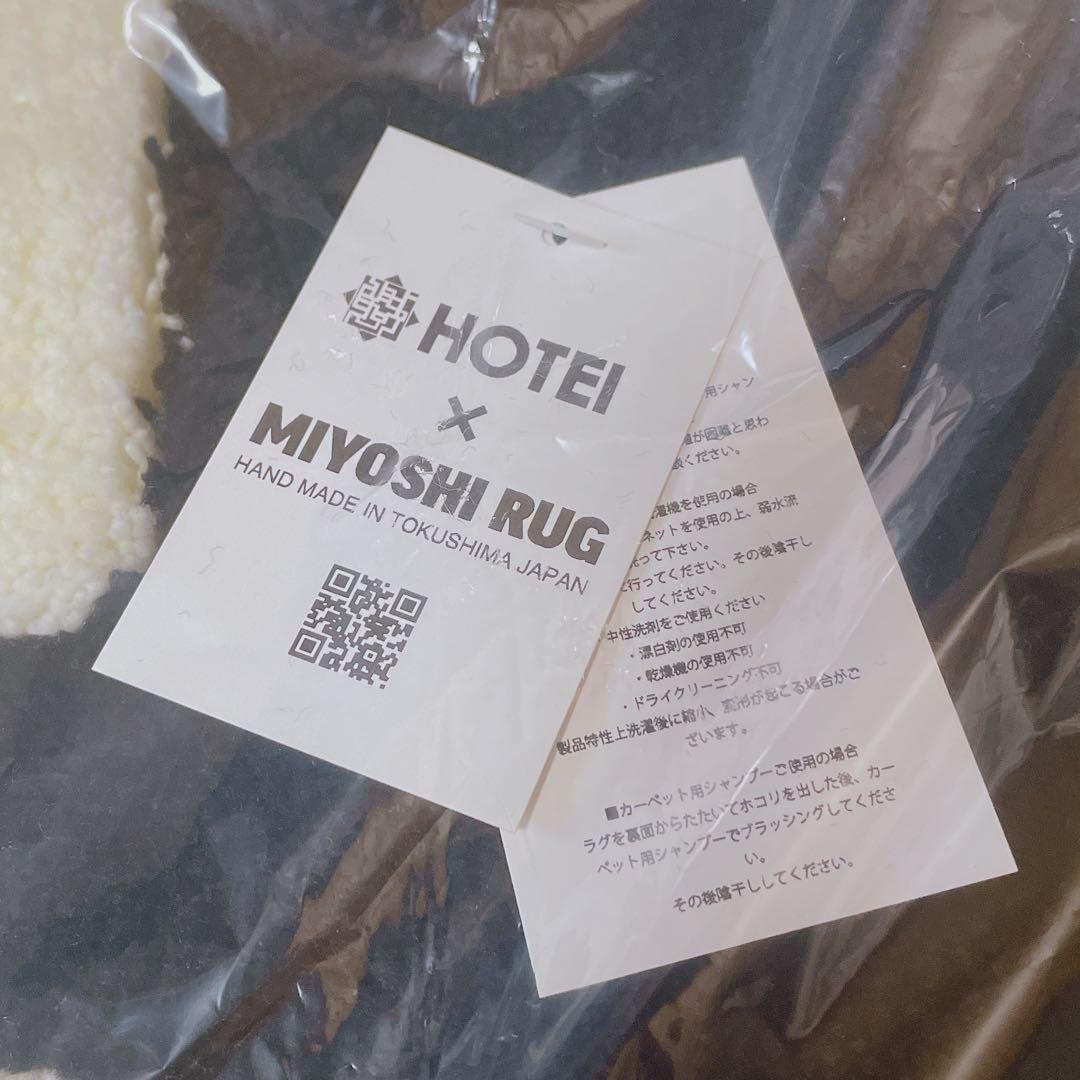 HOTEI
×
MIYOSHI RUG
HAND MADE IN TOKUSHIMA JAPAN
用シャン
が困難と思わ
ください。
機を使用の場合
ネットを使用の上、弱水流
って下さい。
行ってください。その後陰干し
してください。
中性洗剤をご使用ください
・漂白剤の使用不可
・乾燥機の使用不可
・ドライクリーニング不可
製品特性上洗濯後に縮小、変形が起こる場合がご
ざいます。
■カーペット用シャンプーご使用の場合
ラグを裏面からたたいてホコリを出した後、カー
ペット用シャンプーでブラッシングしてくださ
い。
その後陰干ししてください。